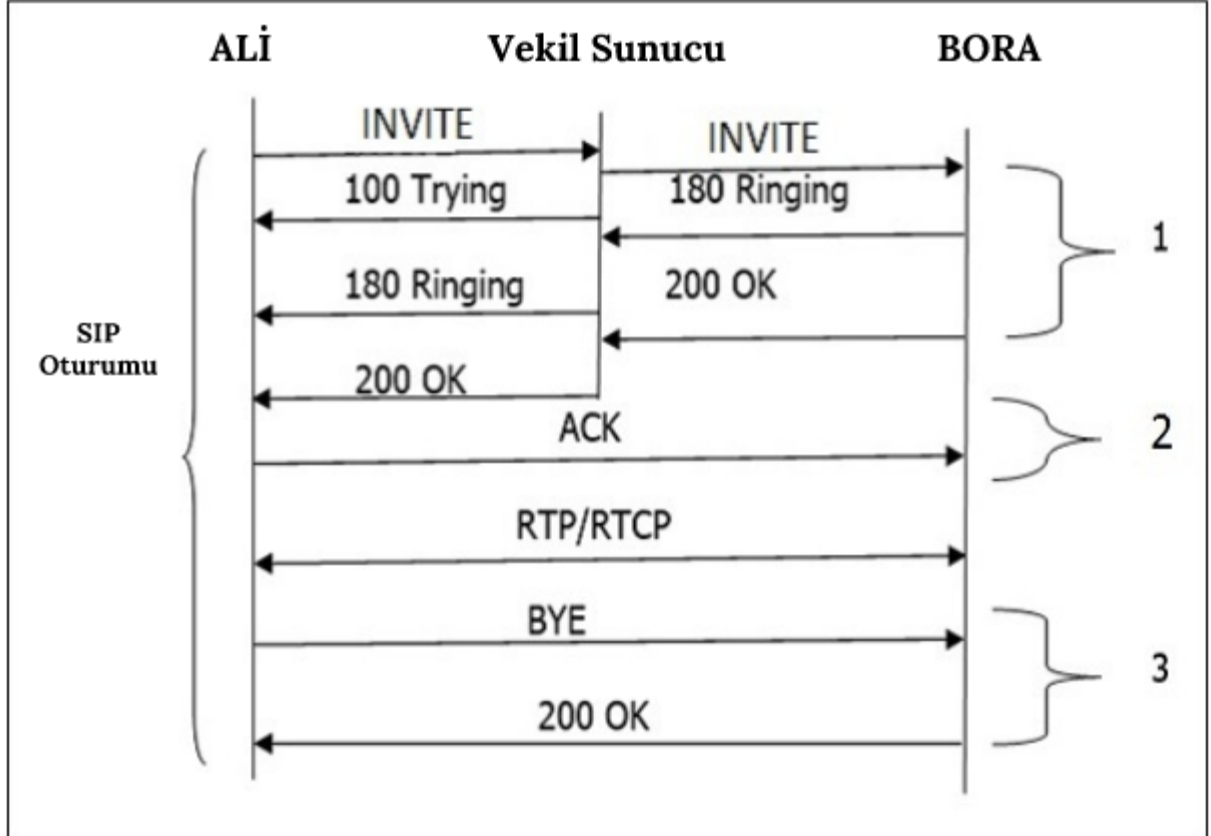 ALİ Vekil Sunucu BORA
INVITE
INVITE
100 Trying
180 Ringing
1
180 Ringing
200 OK
SIP
Oturumu
200 OK
ACK
2
RTP/RTCP
BYE
3
200 OK